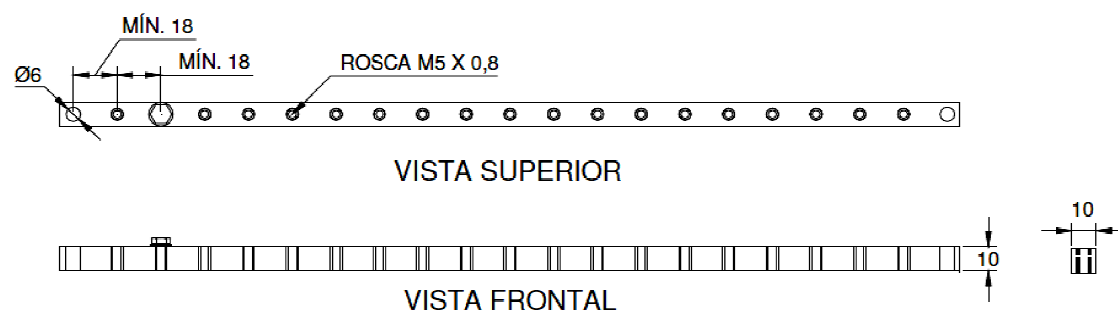 MÍN. 18
MÍN. 18
ROSCA M5 X 0,8
Ø6
VISTA SUPERIOR
10
10
VISTA FRONTAL